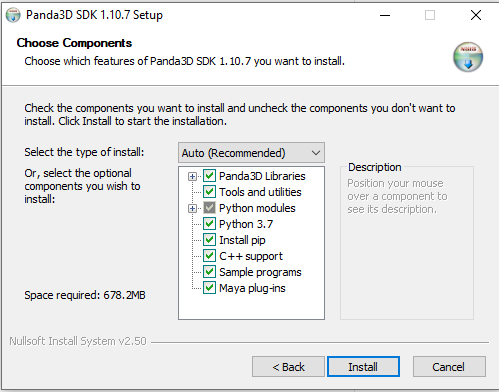 Panda3D SDK 1.10.7 Setup
Choose Components
Choose which features of Panda3D SDK 1.10.7 you want to install.
Check the components you want to install and uncheck the components you don't want to
install. Click Install to start the installation.
Select the type of install:
Auto (Recommended)
Or, select the optional
components you wish to
install:
Panda3D Libraries
Tools and utilities
Python modules
Python 3.7
Install pip
C++ support
Sample programs
Maya plug-ins
Description
Position your mouse
over a component to
see its description.
Space required: 678.2MB
Nullsoft Install System v2.50
< Back
Install
Cancel